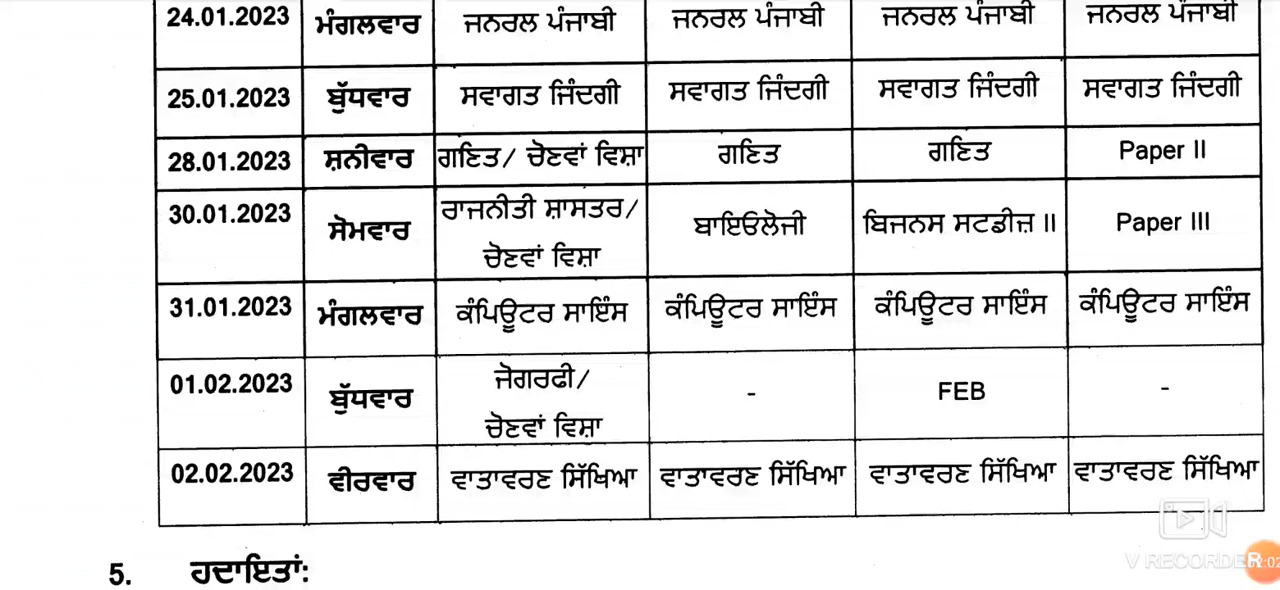 24.01.2023 ਮੰਗਲਵਾਰ ਜਨਰਲ ਪੰਜਾਬੀ ਜਨਰਲ ਪੰਜਾਬੀ ਜਨਰਲ ਪੰਜਾਬੀ ਜਨਰਲ ਪੰਜਾਬੀ
25.01.2023 ਬੁੱਧਵਾਰ ਸਵਾਗਤ ਜਿੰਦਗੀ ਸਵਾਗਤ ਜਿੰਦਗੀ ਸਵਾਗਤ ਜਿੰਦਗੀ ਸਵਾਗਤ ਜਿੰਦਗੀ
28.01.2023 ਸ਼ਨੀਵਾਰ ਗਣਿਤ/ ਚੋਣਵਾਂ ਵਿਸ਼ਾ ਗਣਿਤ ਗਣਿਤ Paper II
30.01.2023 ਸੋਮਵਾਰ ਰਾਜਨੀਤੀ ਸ਼ਾਸਤਰ/ ਬਾਇਓਲੋਜੀ ਬਿਜਨਸ ਸਟਡੀਜ਼ II Paper III
ਚੋਣਵਾਂ ਵਿਸ਼ਾ
31.01.2023 ਮੰਗਲਵਾਰ ਕੰਪਿਊਟਰ ਸਾਇੰਸ ਕੰਪਿਊਟਰ ਸਾਇੰਸ ਕੰਪਿਊਟਰ ਸਾਇੰਸ ਕੰਪਿਊਟਰ ਸਾਇੰਸ
01.02.2023 ਬੁੱਧਵਾਰ ਜੋਗਰਫੀ/ - FEB -
ਚੋਣਵਾਂ ਵਿਸ਼ਾ
02.02.2023 ਵੀਰਵਾਰ ਵਾਤਾਵਰਣ ਸਿੱਖਿਆ ਵਾਤਾਵਰਣ ਸਿੱਖਿਆ ਵਾਤਾਵਰਣ ਸਿੱਖਿਆ ਵਾਤਾਵਰਣ ਸਿੱਖਿਆ
5. ਹਦਾਇਤਾਂ:
V RECORDER